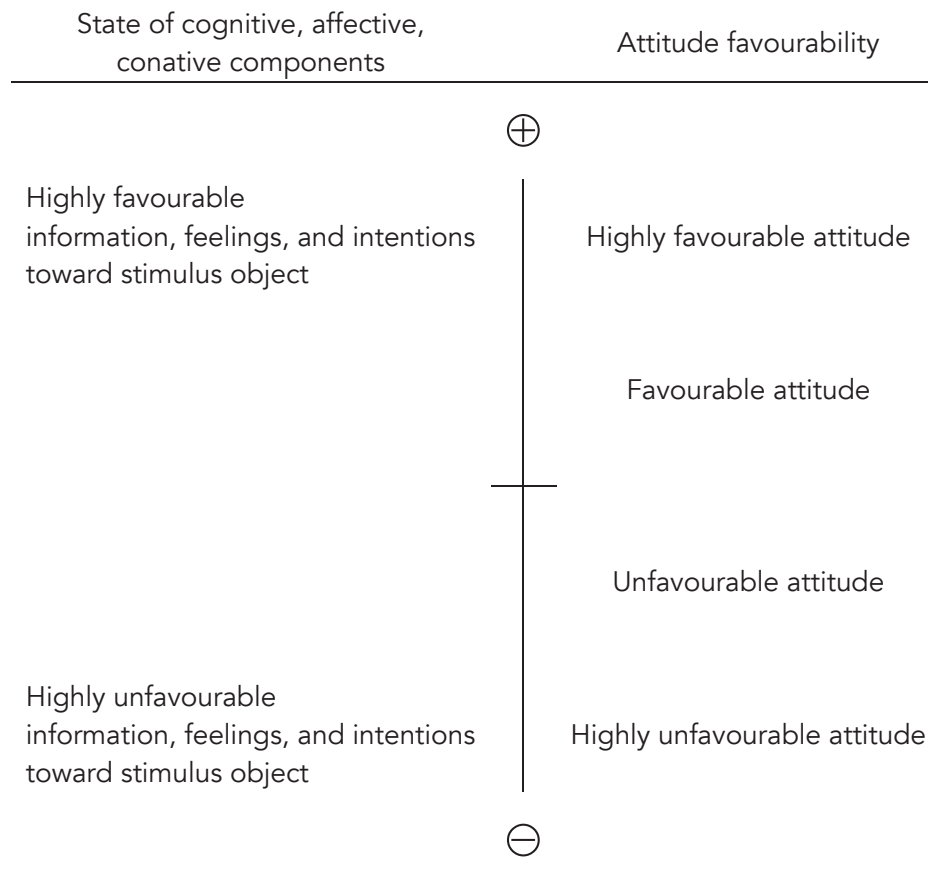 State of cognitive, affective,
conative components
Attitude favourability
Highly favourable
information, feelings, and intentions
toward stimulus object
Highly favourable attitude
Favourable attitude
Unfavourable attitude
Highly unfavourable
information, feelings, and intentions
toward stimulus object
Highly unfavourable attitude